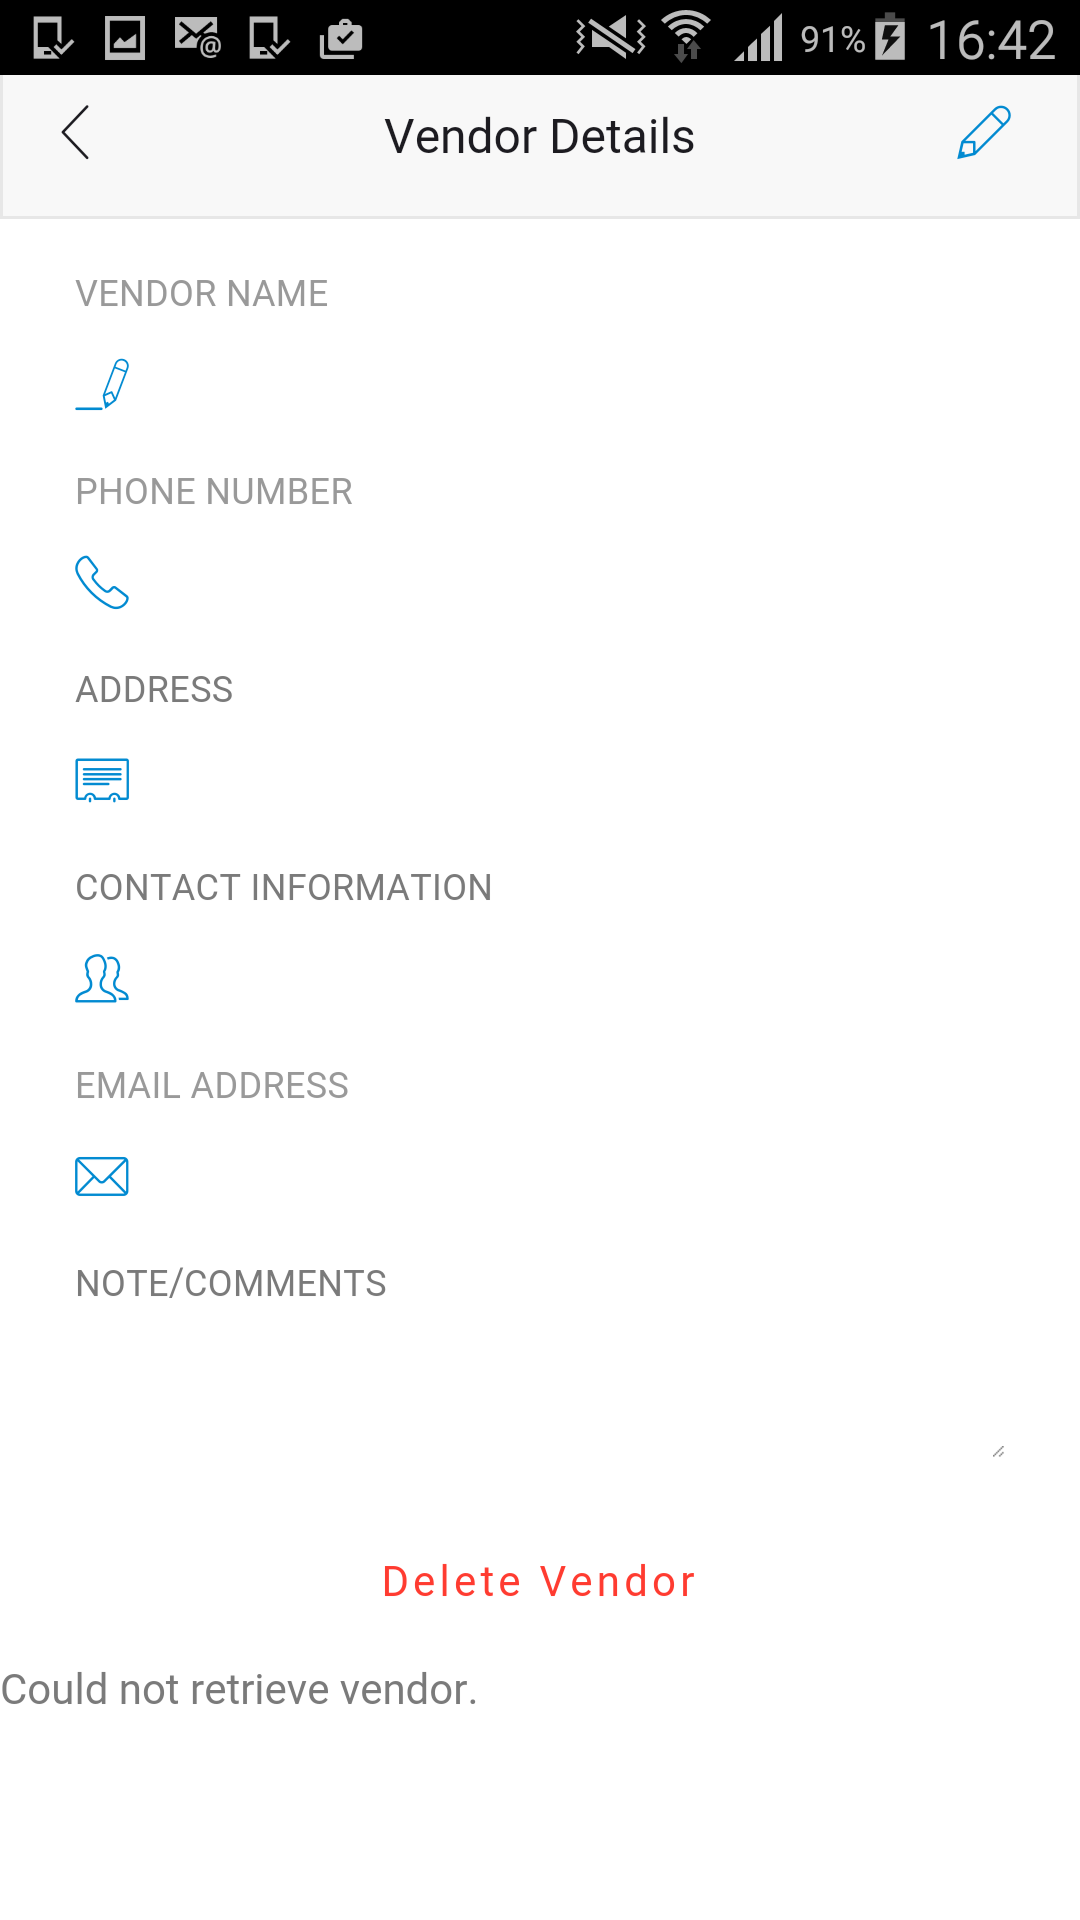 91% 16:42
Vendor Details
VENDOR NAME
PHONE NUMBER
ADDRESS
CONTACT INFORMATION
EMAIL ADDRESS
NOTE/COMMENTS
Delete Vendor
Could not retrieve vendor.